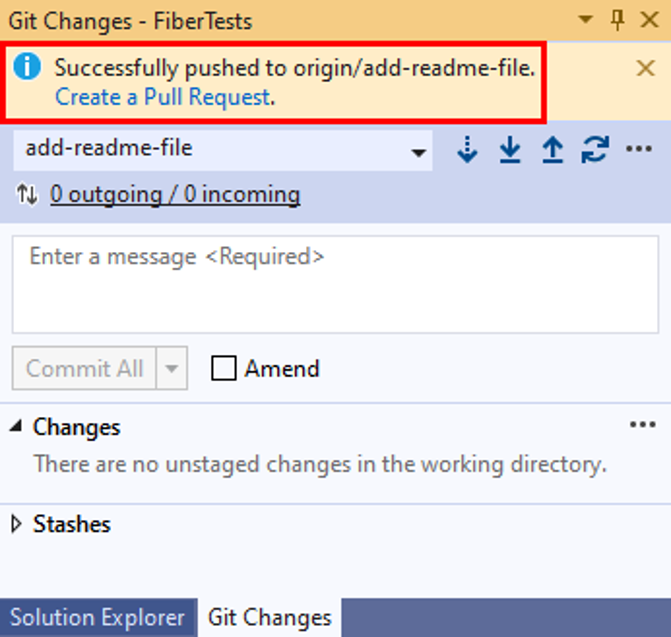 Git Changes - FiberTests
Successfully pushed to origin/add-readme-file.
Create a Pull Request.
add-readme-file
0 outgoing / 0 incoming
Enter a message <Required>
Commit All
Amend
Changes
There are no unstaged changes in the working directory.
Stashes
Solution Explorer
Git Changes